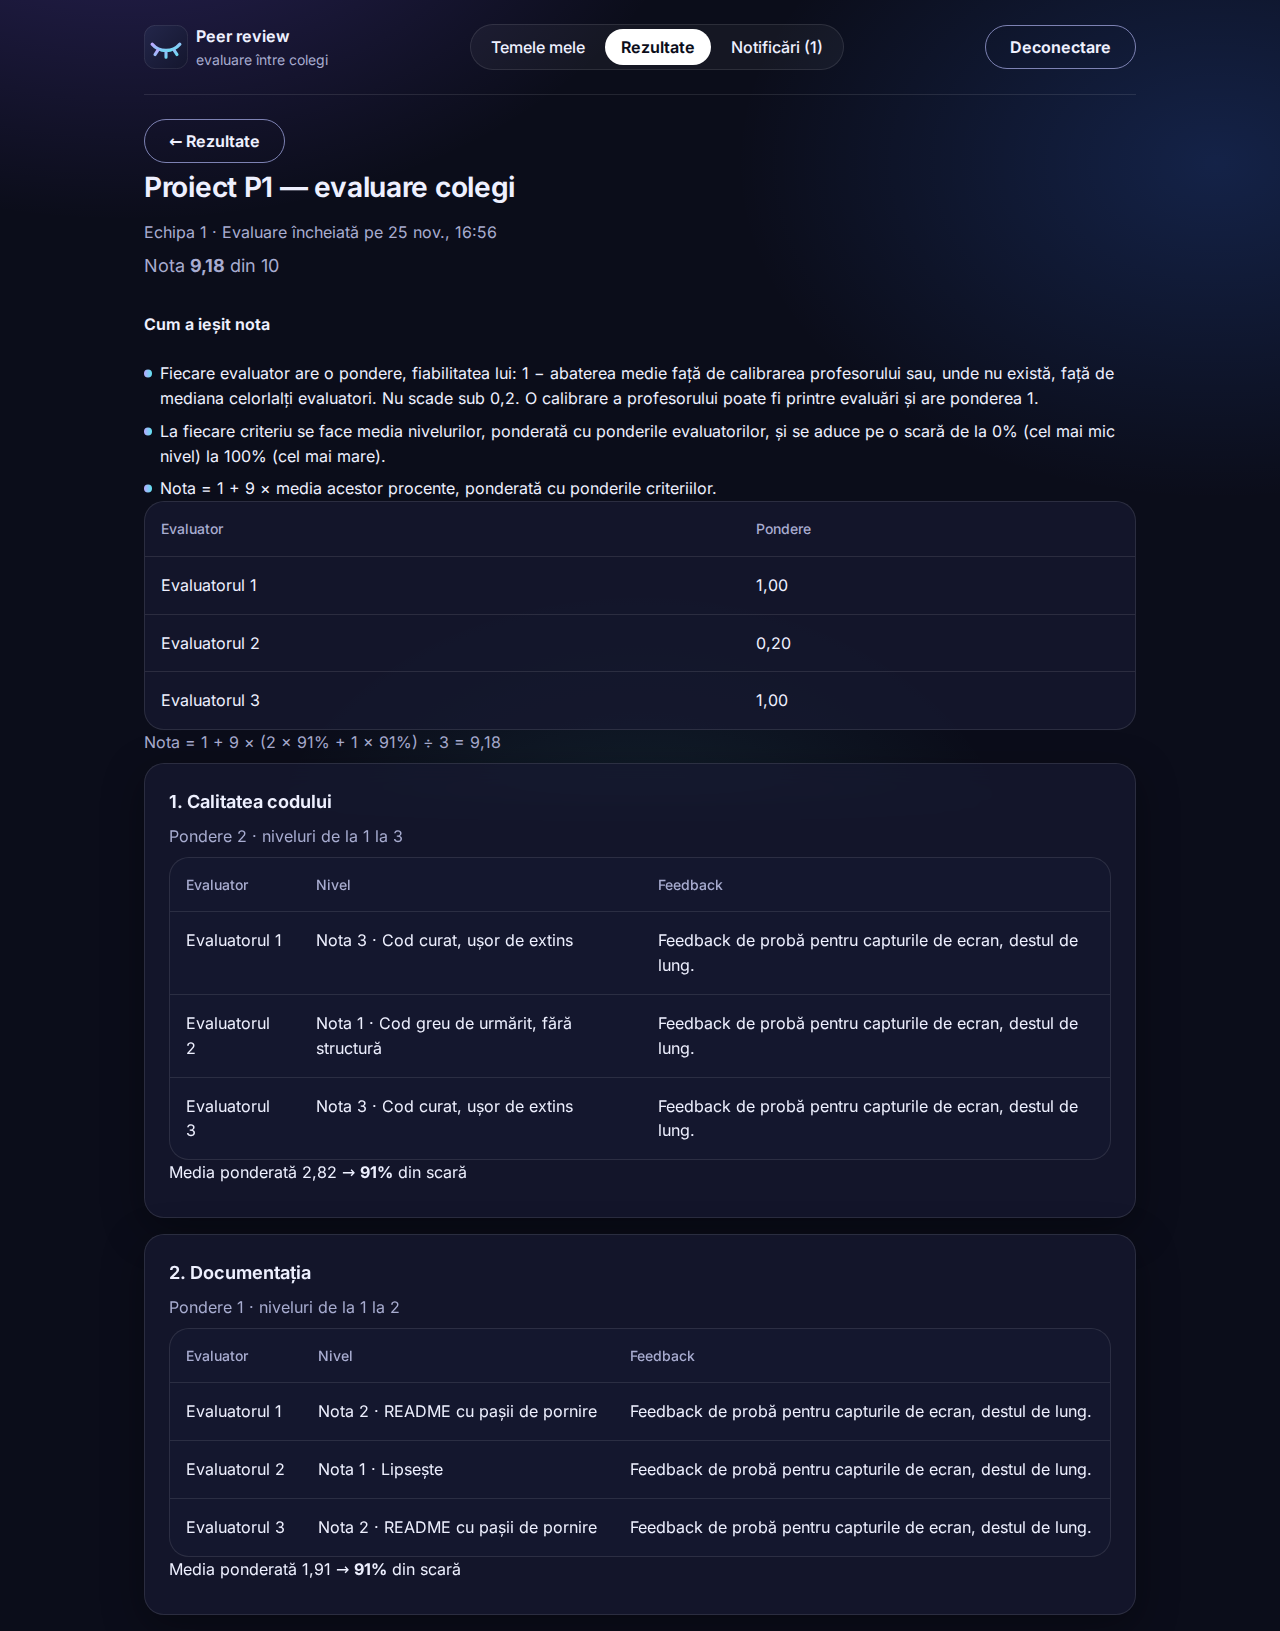 Peer review
evaluare între colegi
Temele mele
Rezultate
Notificări (1)
Deconectare
← Rezultate
Proiect P1 — evaluare colegi
Echipa 1 · Evaluare încheiată pe 25 nov., 16:56
Nota 9,18 din 10
Cum a ieșit nota
Fiecare evaluator are o pondere, fiabilitatea lui: 1 − abaterea medie față de calibrarea profesorului sau, unde nu există, față de
mediana celorlalți evaluatori. Nu scade sub 0,2. O calibrare a profesorului poate fi printre evaluări și are ponderea 1.
La fiecare criteriu se face media nivelurilor, ponderată cu ponderile evaluatorilor, și se aduce pe o scară de la 0% (cel mai mic
nivel) la 100% (cel mai mare).
Nota = 1 + 9 × media acestor procente, ponderată cu ponderile criteriilor.
Evaluator Pondere
Evaluatorul 1 1,00
Evaluatorul 2 0,20
Evaluatorul 3 1,00
Nota = 1 + 9 × (2 × 91% + 1 × 91%) ÷ 3 = 9,18
1. Calitatea codului
Pondere 2 · niveluri de la 1 la 3
Evaluator Nivel Feedback
Evaluatorul 1 Nota 3 · Cod curat, ușor de extins Feedback de probă pentru capturile de ecran, destul de
lung.
Evaluatorul Nota 1 · Cod greu de urmărit, fără Feedback de probă pentru capturile de ecran, destul de
2 structură lung.
Evaluatorul Nota 3 · Cod curat, ușor de extins Feedback de probă pentru capturile de ecran, destul de
3 lung.
Media ponderată 2,82 → 91% din scară
2. Documentația
Pondere 1 · niveluri de la 1 la 2
Evaluator Nivel Feedback
Evaluatorul 1 Nota 2 · README cu pașii de pornire Feedback de probă pentru capturile de ecran, destul de lung.
Evaluatorul 2 Nota 1 · Lipsește Feedback de probă pentru capturile de ecran, destul de lung.
Evaluatorul 3 Nota 2 · README cu pașii de pornire Feedback de probă pentru capturile de ecran, destul de lung.
Media ponderată 1,91 → 91% din scară